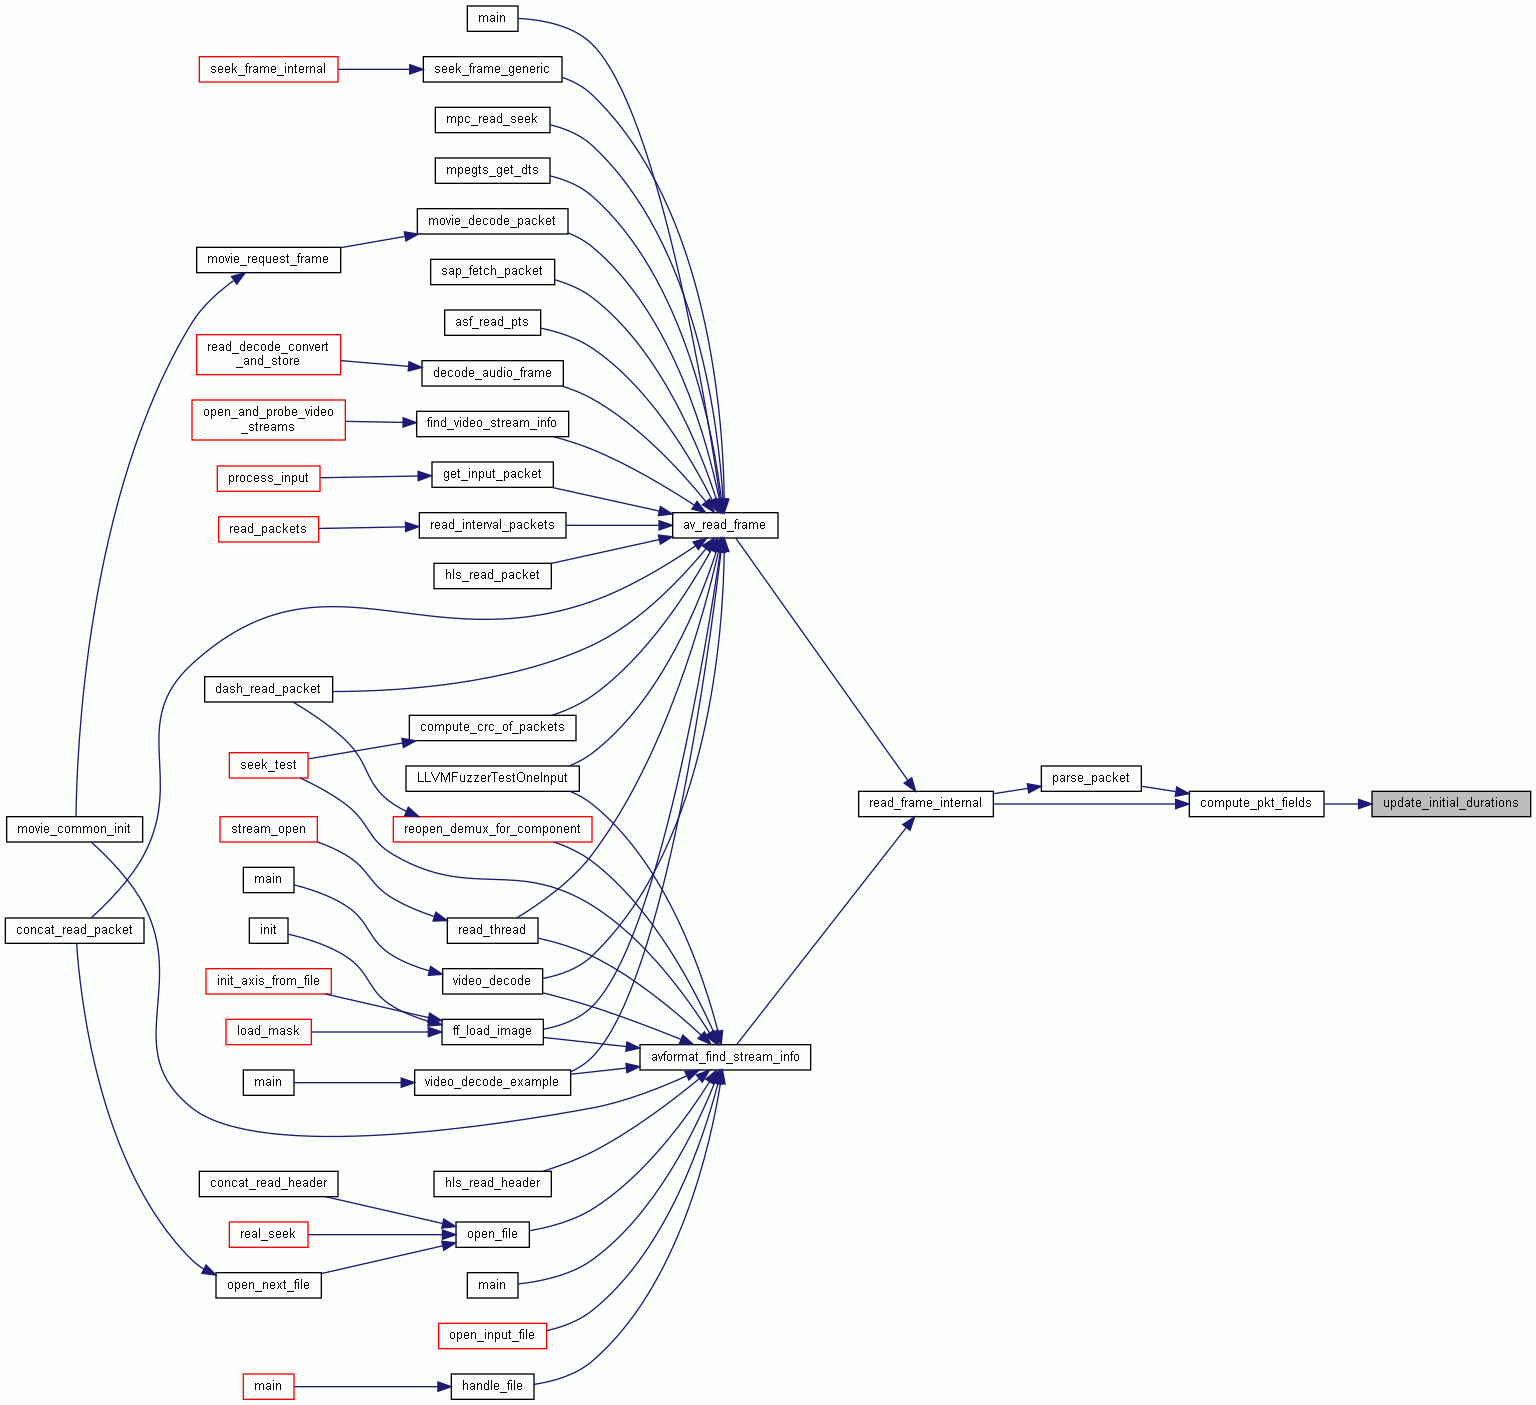 main
seek_frame_internal
seek_frame_generic
mpc_read_seek
mpegts_get_dts
movie_decode_packet
movie_request_frame
sap_fetch_packet
asf_read_pts
read_decode_convert
_and_store
decode_audio_frame
open_and_probe_video
_streams
find_video_stream_info
process_input
get_input_packet
read_packets
read_interval_packets
av_read_frame
hls_read_packet
dash_read_packet
compute_crc_of_packets
seek_test
LLVMFuzzerTestOneInput
parse_packet
read_frame_internal
compute_pkt_fields
update_initial_durations
movie_common_init
stream_open
reopen_demux_for_component
main
concat_read_packet
init
read_thread
init_axis_from_file
video_decode
load_mask
ff_load_image
avformat_find_stream_info
main
video_decode_example
concat_read_header
hls_read_header
real_seek
open_file
open_next_file
main
open_input_file
main
handle_file